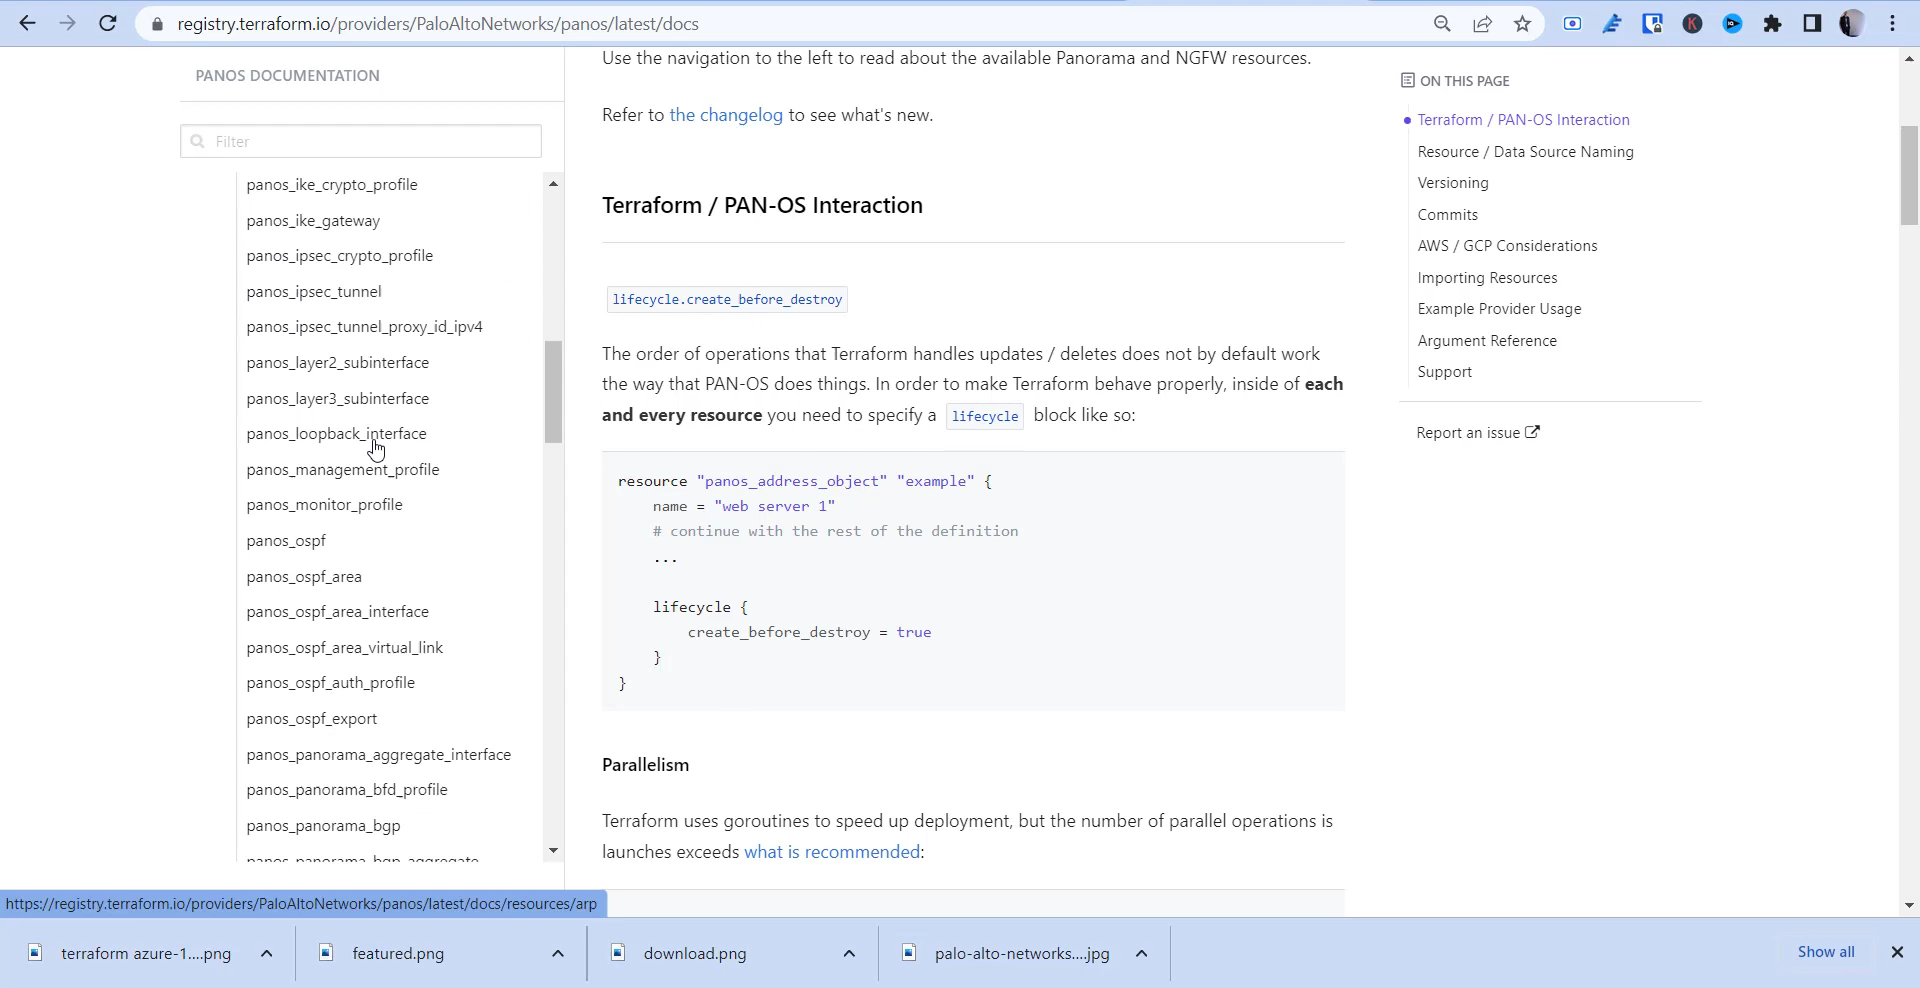 registry.terraform.io/providers/PaloAltoNetworks/panos/latest/docs
PANOS DOCUMENTATION
Filter
panos_ike_crypto_profile
panos_ike_gateway
panos_ipsec_crypto_profile
panos_ipsec_tunnel
panos_ipsec_tunnel_proxy_id_ipv4
panos_layer2_subinterface
panos_layer3_subinterface
panos_loopback_interface
panos_management_profile
panos_monitor_profile
panos_ospf
panos_ospf_area
panos_ospf_area_interface
panos_ospf_area_virtual_link
panos_ospf_auth_profile
panos_ospf_export
panos_panorama_aggregate_interface
panos_panorama_bfd_profile
panos_panorama_bgp
panos_panorama_bgp_aggregate
Use the navigation to the left to read about the available Panorama and NGFW resources.
Refer to the changelog to see what's new.
Terraform / PAN-OS Interaction
lifecycle.create_before_destroy
The order of operations that Terraform handles updates / deletes does not by default work
the way that PAN-OS does things. In order to make Terraform behave properly, inside of each
and every resource you need to specify a lifecycle block like so:
resource "panos_address_object" "example" {
name = "web server 1"
# continue with the rest of the definition
...
lifecycle {
create_before_destroy = true
}
}
Parallelism
Terraform uses goroutines to speed up deployment, but the number of parallel operations is
launches exceeds what is recommended:
ON THIS PAGE
Terraform / PAN-OS Interaction
Resource / Data Source Naming
Versioning
Commits
AWS / GCP Considerations
Importing Resources
Example Provider Usage
Argument Reference
Support
Report an issue
https://registry.terraform.io/providers/PaloAltoNetworks/panos/latest/docs/resources/arp
terraform azure-1....png
featured.png
download.png
palo-alto-networks....jpg
Show all